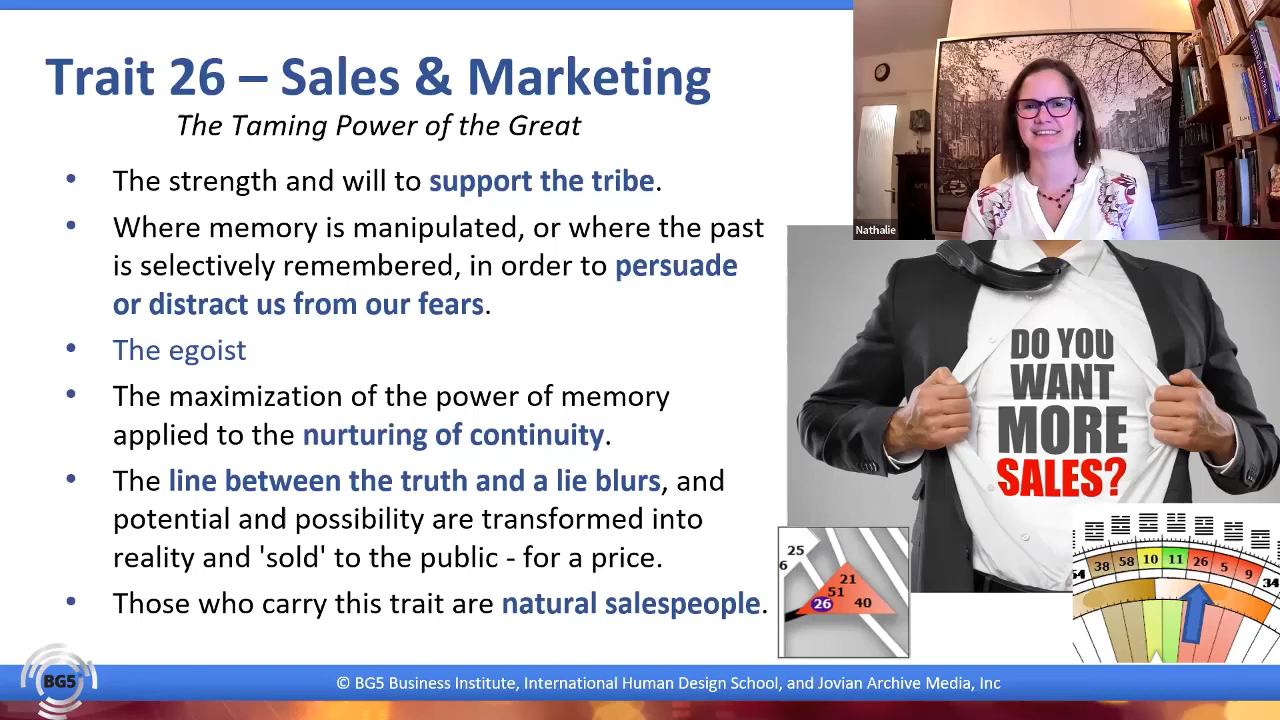 Trait 26 – Sales & Marketing
The Taming Power of the Great
• The strength and will to support the tribe.
• Where memory is manipulated, or where the past
is selectively remembered, in order to persuade
or distract us from our fears.
• The egoist
• The maximization of the power of memory
applied to the nurturing of continuity.
• The line between the truth and a lie blurs, and
potential and possibility are transformed into
reality and 'sold' to the public - for a price.
• Those who carry this trait are natural salespeople.
Nathalie
DO YOU
WANT
MORE
SALES?
25
6
21
51
26 40
54 38 58 10 11 26 5 9 34
BG5
© BG5 Business Institute, International Human Design School, and Jovian Archive Media, Inc